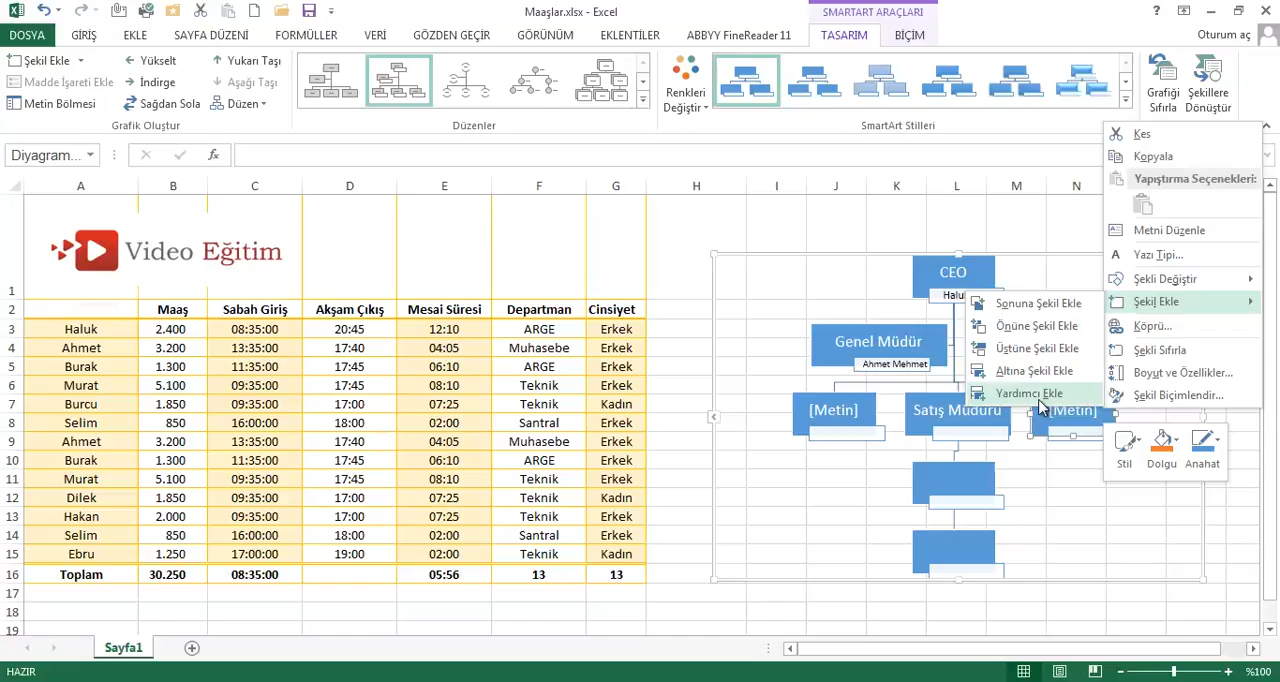 Maaşlar.xlsx - Excel
SMARTART ARAÇLARI
DOSYA GİRİŞ EKLE SAYFA DÜZENİ FORMÜLLER VERİ GÖZDEN GEÇİR GÖRÜNÜM EKLENTİLER ABBYY FineReader 11 TASARIM BİÇİM Oturum aç
Şekil Ekle Yükselt Yukarı Taşı
Madde İşareti Ekle İndirge Aşağı Taşı
Metin Bölmesi Sağdan Sola Düzen
Renkleri Değiştir
Grafiği Sıfırla
Şekillere Dönüştür
Grafik Oluştur Düzenler SmartArt Stilleri
Diyagram...
fx
A B C D E F G H I J K L M N
1
Video Eğitim
2 Maaş Sabah Giriş Akşam Çıkış Mesai Süresi Departman Cinsiyet
3 Haluk 2.400 08:35:00 20:45 12:10 ARGE Erkek
4 Ahmet 3.200 13:35:00 17:40 04:05 Muhasebe Erkek
5 Burak 1.300 11:35:00 17:45 06:10 ARGE Erkek
6 Murat 5.100 09:35:00 17:45 08:10 Teknik Erkek
7 Burcu 1.850 09:35:00 17:00 07:25 Teknik Kadın
8 Selim 850 16:00:00 18:00 02:00 Santral Erkek
9 Ahmet 3.200 13:35:00 17:40 04:05 Muhasebe Erkek
10 Burak 1.300 11:35:00 17:45 06:10 ARGE Erkek
11 Murat 5.100 09:35:00 17:45 08:10 Teknik Erkek
12 Dilek 1.850 09:35:00 17:00 07:25 Teknik Kadın
13 Hakan 2.000 09:35:00 17:00 07:25 Teknik Erkek
14 Selim 850 16:00:00 18:00 02:00 Santral Erkek
15 Ebru 1.250 17:00:00 19:00 02:00 Teknik Kadın
16 Toplam 30.250 08:35:00 05:56 13 13
17
18
19
CEO
Halu
Genel Müdür
Ahmet Mehmet
[Metin] Satış Müdürü [Metin]
Sonuna Şekil Ekle
Önüne Şekil Ekle
Üstüne Şekil Ekle
Altına Şekil Ekle
Yardımcı Ekle
Kes
Kopyala
Yapıştırma Seçenekleri:
Metni Düzenle
Yazı Tipi...
Şekli Değiştir
Şekil Ekle
Köprü...
Şekli Sıfırla
Boyut ve Özellikler...
Şekil Biçimlendir...
Stil Dolgu Anahat
Sayfa1
HAZIR
%100